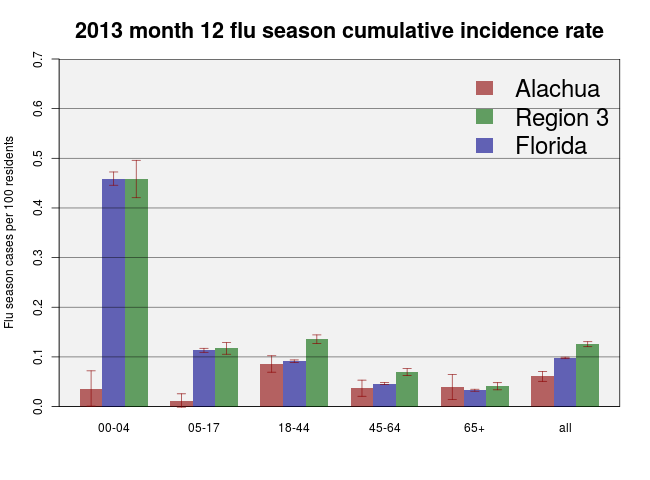 2013 month 12 flu season cumulative incidence rate
Flu season cases per 100 residents
0.7
0.6
0.5
0.4
0.3
0.2
0.1
0.0
Alachua
Region 3
Florida
00-04 05-17 18-44 45-64 65+ all